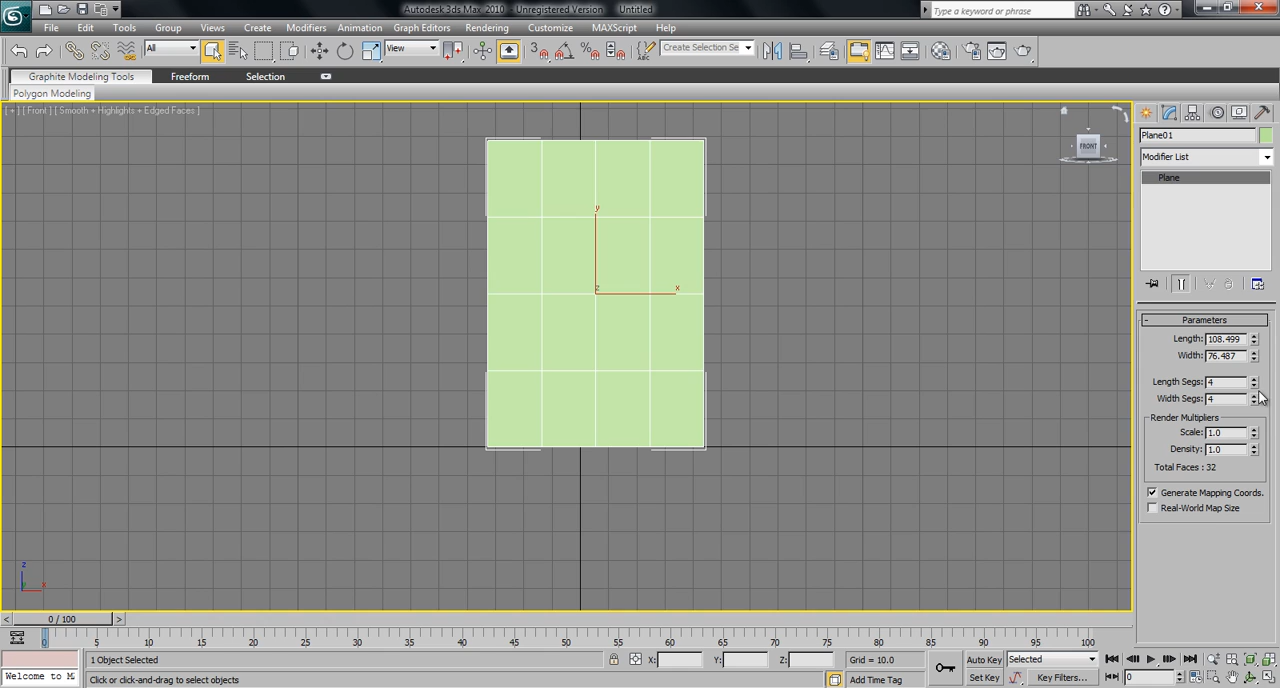 Autodesk 3ds Max 2010 - Unregistered Version Untitled
Type a keyword or phrase
File Edit Tools Group Views Create Modifiers Animation Graph Editors Rendering Customize MAXScript Help
All View 3 Create Selection Se
Graphite Modeling Tools Freeform Selection
Polygon Modeling
[ + ] [ Front ] [ Smooth + Highlights + Edged Faces ]
FRONT
Plane01
Modifier List
Plane
y
z x
- Parameters
Length: 108.499
Width: 76.487
Length Segs: 4
Width Segs: 4
Render Multipliers
Scale: 1.0
Density: 1.0
Total Faces : 32
Generate Mapping Coords.
Real-World Map Size
z
y x
< 0 / 100 >
0 5 10 15 20 25 30 35 40 45 50 55 60 65 70 75 80 85 90 95 100
1 Object Selected X: Y: Z: Grid = 10.0 Auto Key Selected
Welcome to M Click or click-and-drag to select objects Add Time Tag Set Key Key Filters... 0